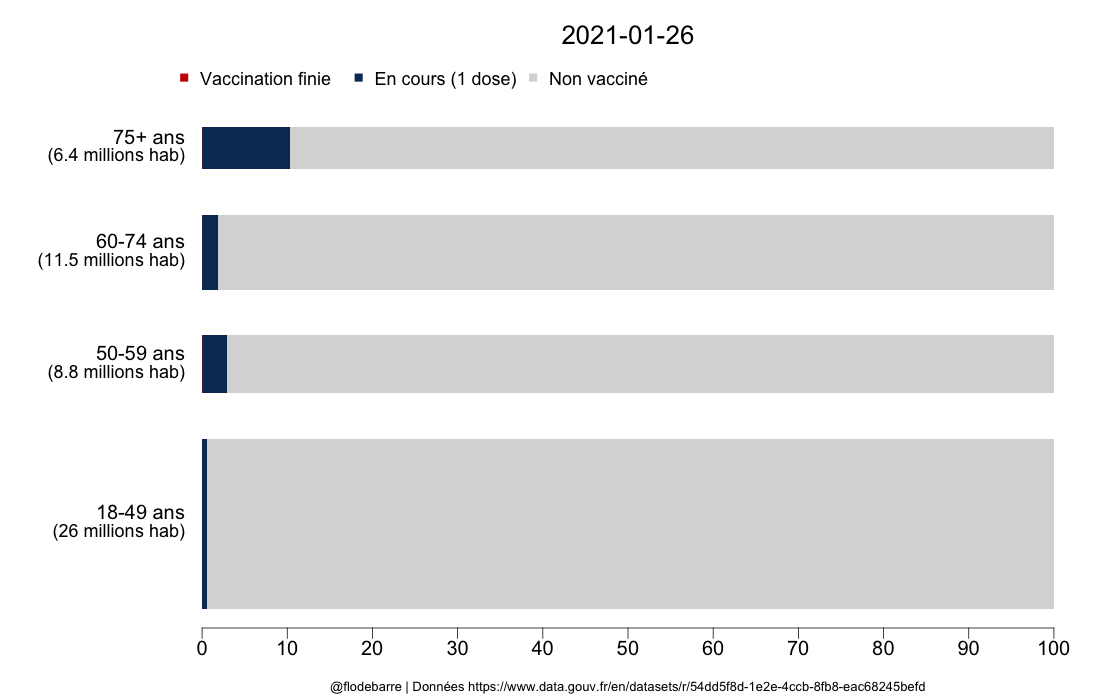 2021-01-26
Vaccination finie En cours (1 dose) Non vacciné
75+ ans
(6.4 millions hab)
60-74 ans
(11.5 millions hab)
50-59 ans
(8.8 millions hab)
18-49 ans
(26 millions hab)
0 10 20 30 40 50 60 70 80 90 100
@flodebarre | Données https://www.data.gouv.fr/en/datasets/r/54dd5f8d-1e2e-4ccb-8fb8-eac68245befd